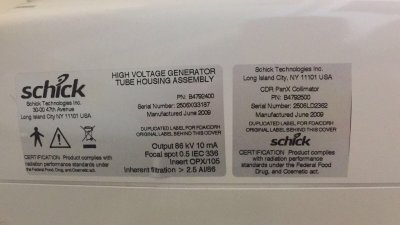 schick
Schick Technologies Inc.
30-00 47th Avenue
Long Island City NY 11101 USA
CERTIFICATION Product complies with
radiation performance standards under
the Federal Food, Drug, and Cosmetic Act.
HIGH VOLTAGE GENERATOR
TUBE HOUSING ASSEMBLY
PN: B4792400
Serial Number: 2506X03187
Manufactured June 2009
DUPLICATED LABEL FOR FDA/CDRH
ORIGINAL LABEL BEHIND THIS COVER
Output 86 kV 10 mA
Focal spot 0.5 IEC 336
Insert OPX/105
Inherent filtration > 2.5 Al/86
Schick Technologies Inc.
Long Island City, NY 11101 USA
CDR PanX Collimator
PN: B4792500
Serial Number: 2506LD2362
Manufactured June 2009
DUPLICATED LABEL FOR FDA/CDRH
ORIGINAL LABEL BEHIND THIS COVER
schick
CERTIFICATION Product complies with
radiation performance standards
under the Federal Food,
Drug, and Cosmetic act.